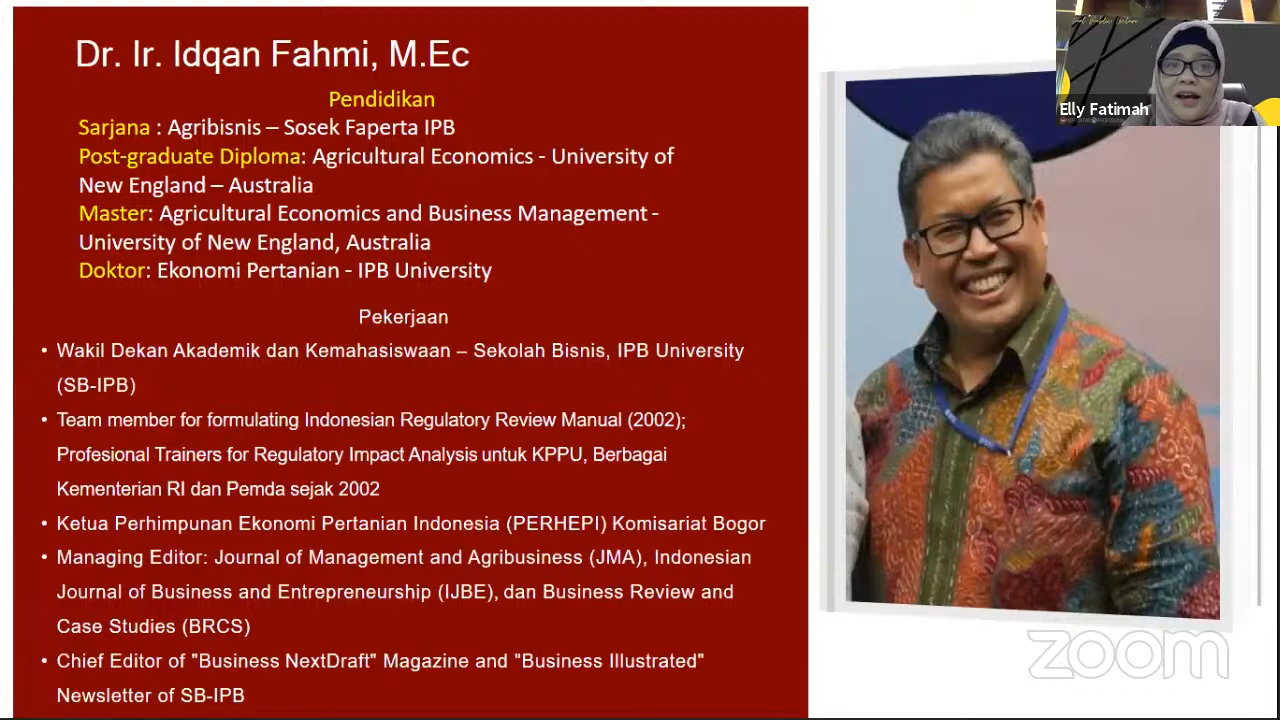 Dr. Ir. Idqan Fahmi, M.Ec
Pendidikan
Sarjana : Agribisnis – Sosek Faperta IPB
Post-graduate Diploma: Agricultural Economics - University of
New England – Australia
Master: Agricultural Economics and Business Management -
University of New England, Australia
Doktor: Ekonomi Pertanian - IPB University
Pekerjaan
• Wakil Dekan Akademik dan Kemahasiswaan – Sekolah Bisnis, IPB University
(SB-IPB)
• Team member for formulating Indonesian Regulatory Review Manual (2002);
Profesional Trainers for Regulatory Impact Analysis untuk KPPU, Berbagai
Kementerian RI dan Pemda sejak 2002
• Ketua Perhimpunan Ekonomi Pertanian Indonesia (PERHEPI) Komisariat Bogor
• Managing Editor: Journal of Management and Agribusiness (JMA), Indonesian
Journal of Business and Entrepreneurship (IJBE), dan Business Review and
Case Studies (BRCS)
• Chief Editor of "Business NextDraft" Magazine and "Business Illustrated"
Newsletter of SB-IPB
Public Lecture
Elly Fatimah
zoom